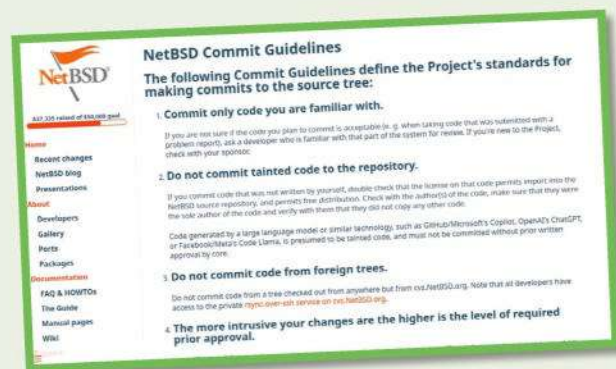 NetBSD
$37,325 raised of $50,000 goal
Home
Recent changes
NetBSD blog
Presentations
About
Developers
Gallery
Ports
Packages
Documentation
FAQ & HOWTOs
The Guide
Manual pages
Wiki
NetBSD Commit Guidelines
The following Commit Guidelines define the Project's standards for
making commits to the source tree:
1. Commit only code you are familiar with.
If you are not sure if the code you plan to commit is acceptable (e. g. when taking code that was submitted with a
problem report), ask a developer who is familiar with that part of the system for review. If you're new to the Project,
check with your sponsor.
2. Do not commit tainted code to the repository.
If you commit code that was not written by yourself, double check that the license on that code permits import into the
NetBSD source repository, and permits free distribution. Check with the author(s) of the code, make sure that they were
the sole author of the code and verify with them that they did not copy any other code.
Code generated by a large language model or similar technology, such as GitHub/Microsoft's Copilot, OpenAI's ChatGPT,
or Facebook/Meta's Code Llama, is presumed to be tainted code, and must not be committed without prior written
approval by core.
3. Do not commit code from foreign trees.
Do not commit code from a tree checked out from anywhere but from cvs.NetBSD.org. Note that all developers have
access to the private rsync-over-ssh service on cvs.NetBSD.org.
4. The more intrusive your changes are the higher is the level of required
prior approval.